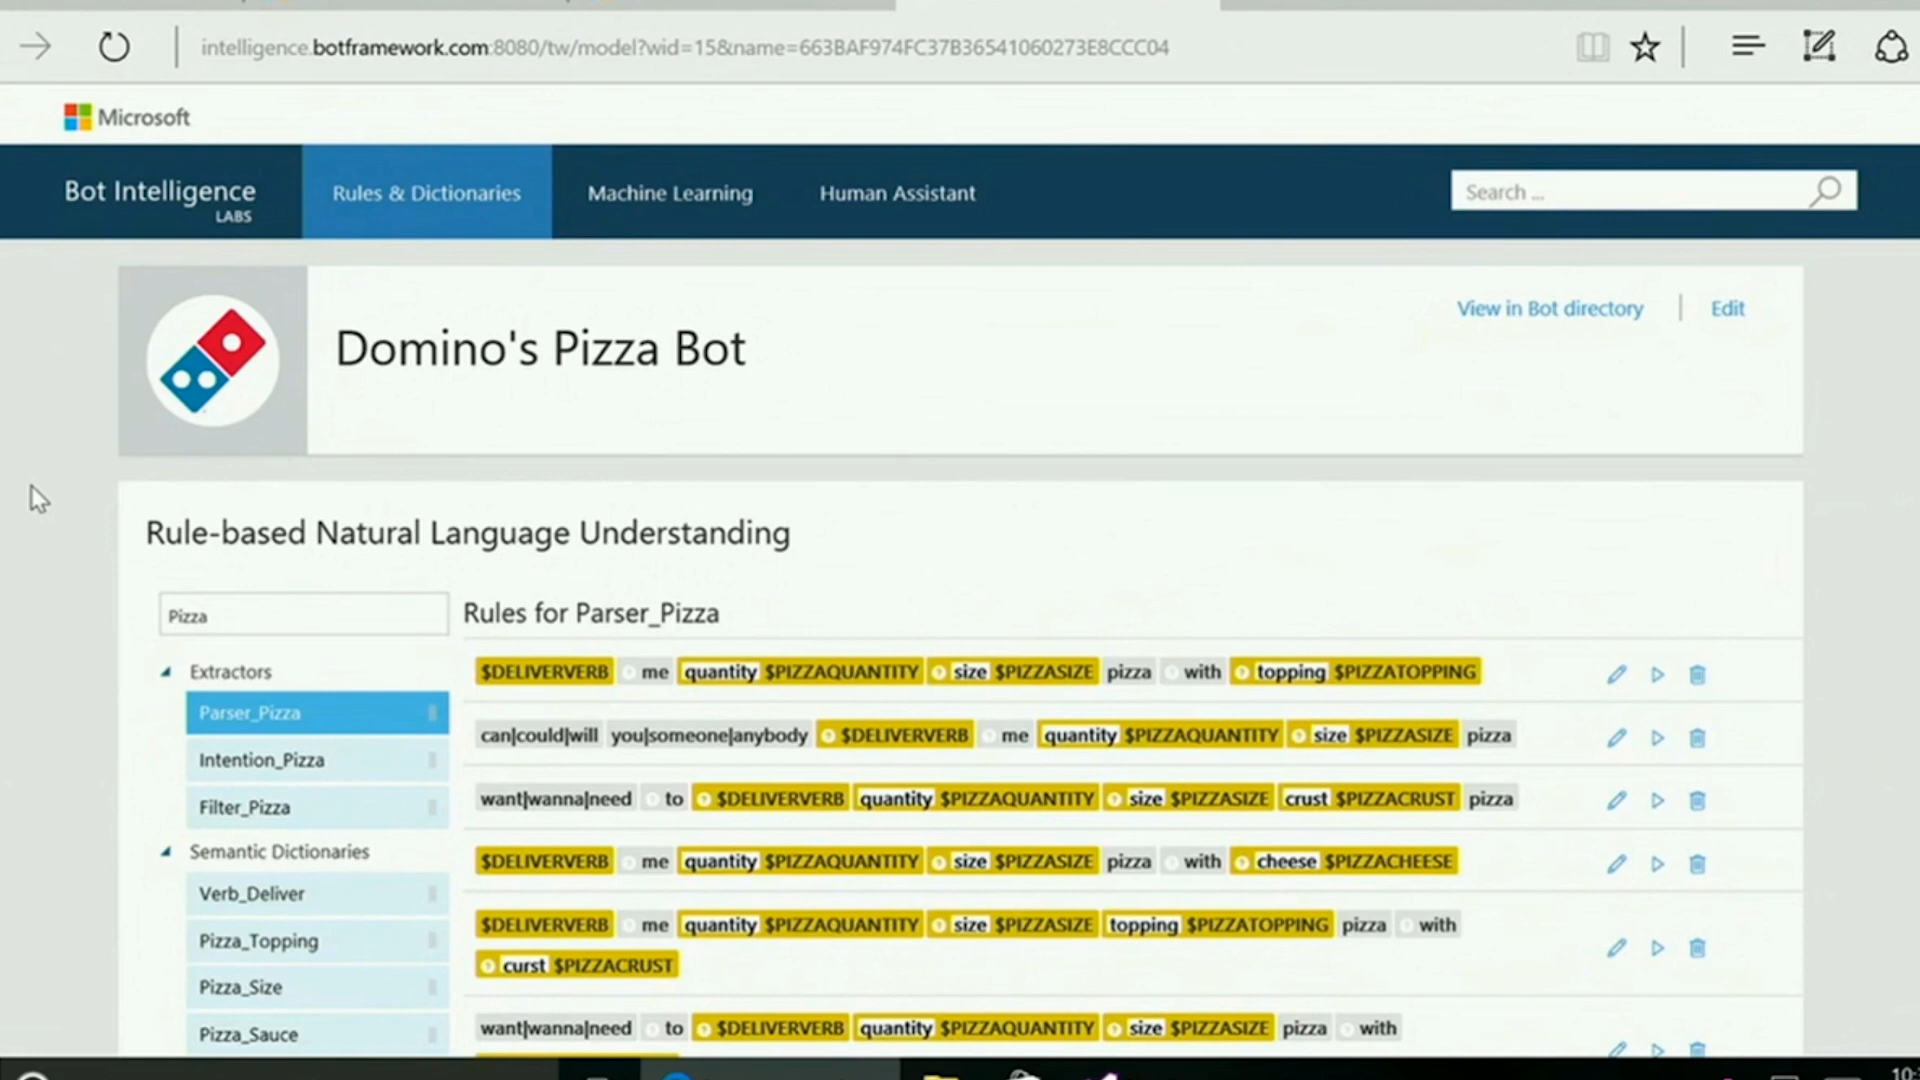 intelligence.botframework.com:8080/tw/model?wid=15&name=663BAF974FC37B36541060273E8CCC04
Microsoft
Bot Intelligence
LABS
Rules & Dictionaries
Machine Learning
Human Assistant
Search ...
Domino's Pizza Bot
View in Bot directory | Edit
Rule-based Natural Language Understanding
Pizza
Extractors
Parser_Pizza
Intention_Pizza
Filter_Pizza
Semantic Dictionaries
Verb_Deliver
Pizza_Topping
Pizza_Size
Pizza_Sauce
Rules for Parser_Pizza
$DELIVERVERB me quantity $PIZZAQUANTITY size $PIZZASIZE pizza with topping $PIZZATOPPING
can|could|will you|someone|anybody $DELIVERVERB me quantity $PIZZAQUANTITY size $PIZZASIZE pizza
want|wanna|need to $DELIVERVERB quantity $PIZZAQUANTITY size $PIZZASIZE crust $PIZZACRUST pizza
$DELIVERVERB me quantity $PIZZAQUANTITY size $PIZZASIZE pizza with cheese $PIZZACHEESE
$DELIVERVERB me quantity $PIZZAQUANTITY size $PIZZASIZE topping $PIZZATOPPING pizza with
curst $PIZZACRUST
want|wanna|need to $DELIVERVERB quantity $PIZZAQUANTITY size $PIZZASIZE pizza with